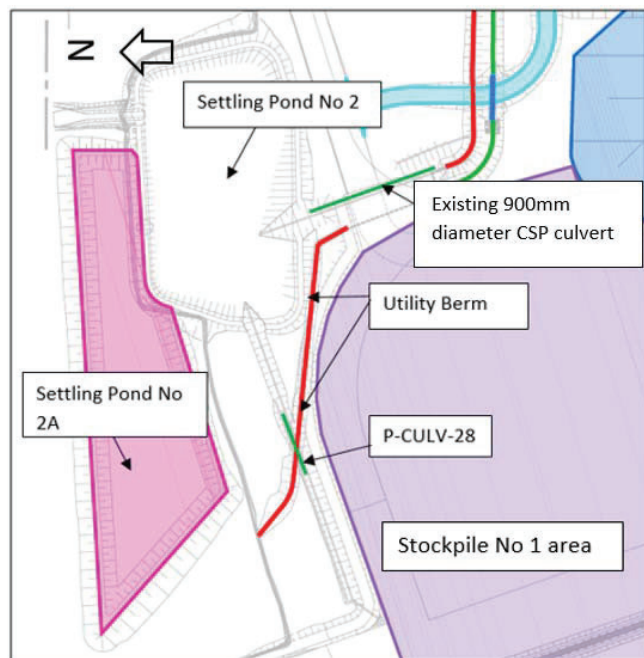 N
Settling Pond No 2
Existing 900mm
diameter CSP culvert
Utility Berm
Settling Pond No
2A
P-CULV-28
Stockpile No 1 area